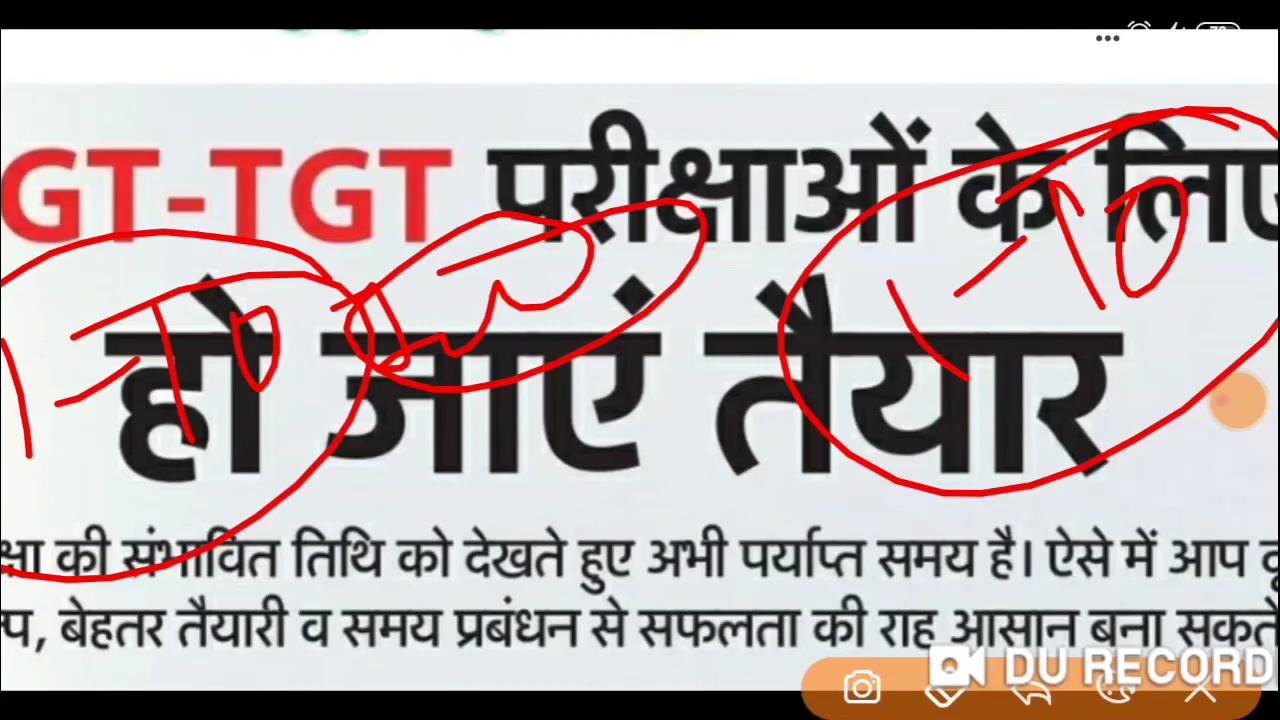 GT-TGT परीक्षाओं के लिए
हो जाएं तैयार
क्षा की संभावित तिथि को देखते हुए अभी पर्याप्त समय है। ऐसे में आप
प, बेहतर तैयारी व समय प्रबंधन से सफलता की राह आसान बना सकते
DU RECORD